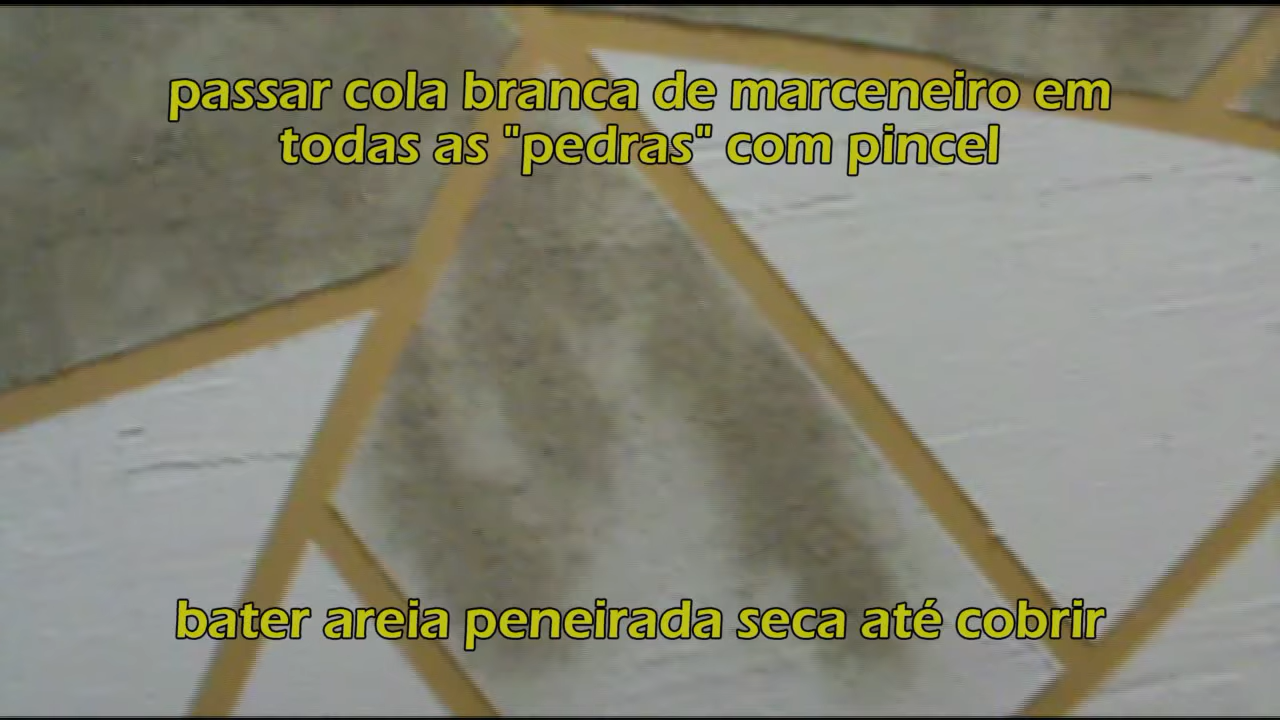 passar cola branca de marceneiro em
todas as "pedras" com pincel
bater areia peneirada seca até cobrir